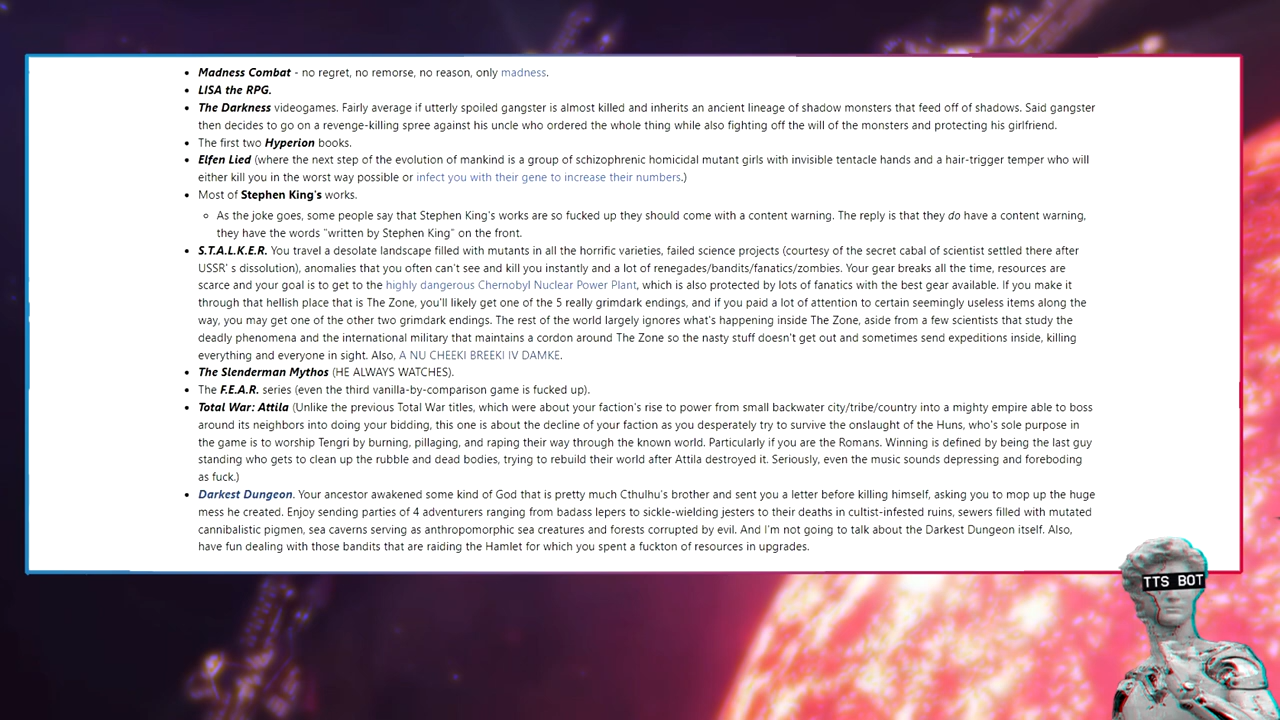 Madness Combat - no regret, no remorse, no reason, only madness.
LISA the RPG.
The Darkness videogames. Fairly average if utterly spoiled gangster is almost killed and inherits an ancient lineage of shadow monsters that feed off of shadows. Said gangster
then decides to go on a revenge-killing spree against his uncle who ordered the whole thing while also fighting off the will of the monsters and protecting his girlfriend.
The first two Hyperion books.
Elfen Lied (where the next step of the evolution of mankind is a group of schizophrenic homicidal mutant girls with invisible tentacle hands and a hair-trigger temper who will
either kill you in the worst way possible or infect you with their gene to increase their numbers.)
Most of Stephen King's works.
As the joke goes, some people say that Stephen King's works are so fucked up they should come with a content warning. The reply is that they do have a content warning,
they have the words "written by Stephen King" on the front.
S.T.A.L.K.E.R. You travel a desolate landscape filled with mutants in all the horrific varieties, failed science projects (courtesy of the secret cabal of scientist settled there after
USSR' s dissolution), anomalies that you often can't see and kill you instantly and a lot of renegades/bandits/fanatics/zombies. Your gear breaks all the time, resources are
scarce and your goal is to get to the highly dangerous Chernobyl Nuclear Power Plant, which is also protected by lots of fanatics with the best gear available. If you make it
through that hellish place that is The Zone, you'll likely get one of the 5 really grimdark endings, and if you paid a lot of attention to certain seemingly useless items along the
way, you may get one of the other two grimdark endings. The rest of the world largely ignores what's happening inside The Zone, aside from a few scientists that study the
deadly phenomena and the international military that maintains a cordon around The Zone so the nasty stuff doesn't get out and sometimes send expeditions inside, killing
everything and everyone in sight. Also, A NU CHEEKI BREEKI IV DAMKE.
The Slenderman Mythos (HE ALWAYS WATCHES).
The F.E.A.R. series (even the third vanilla-by-comparison game is fucked up).
Total War: Attila (Unlike the previous Total War titles, which were about your faction's rise to power from small backwater city/tribe/country into a mighty empire able to boss
around its neighbors into doing your bidding, this one is about the decline of your faction as you desperately try to survive the onslaught of the Huns, who's sole purpose in
the game is to worship Tengri by burning, pillaging, and raping their way through the known world. Particularly if you are the Romans. Winning is defined by being the last guy
standing who gets to clean up the rubble and dead bodies, trying to rebuild their world after Attila destroyed it. Seriously, even the music sounds depressing and foreboding
as fuck.)
Darkest Dungeon. Your ancestor awakened some kind of God that is pretty much Cthulhu's brother and sent you a letter before killing himself, asking you to mop up the huge
mess he created. Enjoy sending parties of 4 adventurers ranging from badass lepers to sickle-wielding jesters to their deaths in cultist-infested ruins, sewers filled with mutated
cannibalistic pigmen, sea caverns serving as anthropomorphic sea creatures and forests corrupted by evil. And I'm not going to talk about the Darkest Dungeon itself. Also,
have fun dealing with those bandits that are raiding the Hamlet for which you spent a fuckton of resources in upgrades.
TTS BOT